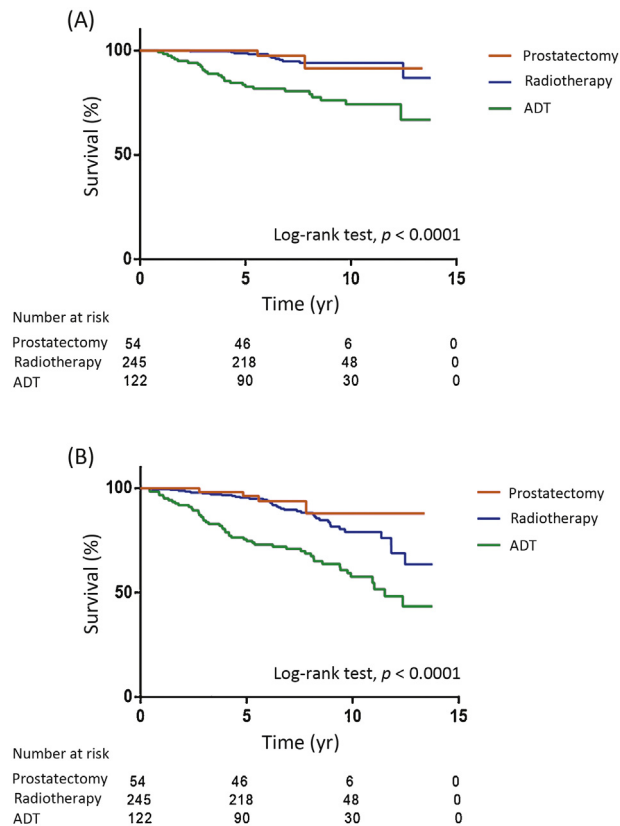 (A)
100
50
0
Survival (%)
Prostatectomy
Radiotherapy
ADT
Log-rank test, p < 0.0001
0 5 10 15
Time (yr)
Number at risk
Prostatectomy 54 46 6 0
Radiotherapy 245 218 48 0
ADT 122 90 30 0
(B)
100
50
0
Survival (%)
Prostatectomy
Radiotherapy
ADT
Log-rank test, p < 0.0001
0 5 10 15
Time (yr)
Number at risk
Prostatectomy 54 46 6 0
Radiotherapy 245 218 48 0
ADT 122 90 30 0